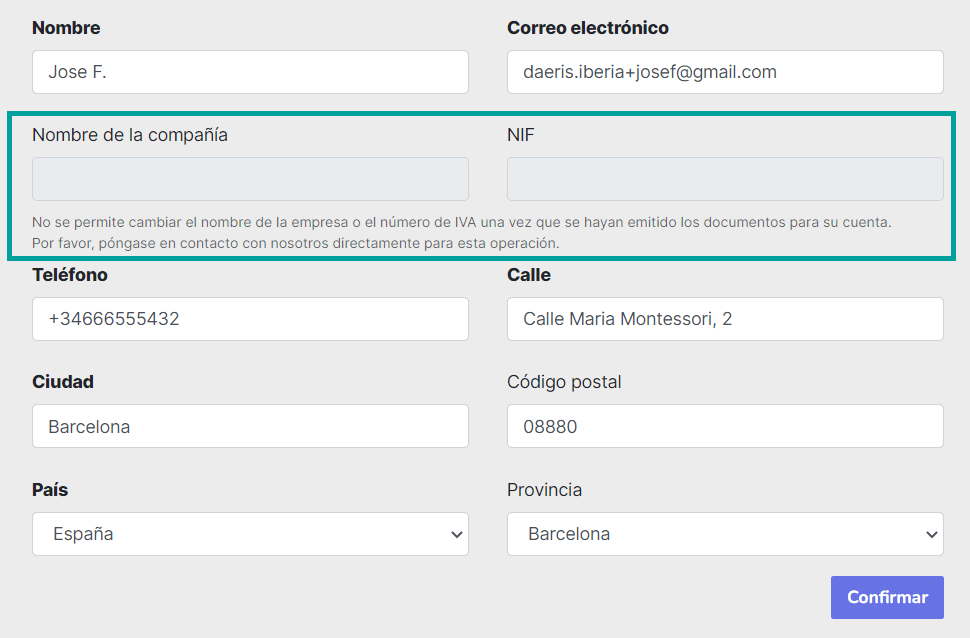 Nombre
Correo electrónico
Jose F.
daeris.iberia+josef@gmail.com
Nombre de la compañía
NIF
No se permite cambiar el nombre de la empresa o el número de IVA una vez que se hayan emitido los documentos para su cuenta.
Por favor, póngase en contacto con nosotros directamente para esta operación.
Teléfono
Calle
+34666555432
Calle Maria Montessori, 2
Ciudad
Código postal
Barcelona
08880
País
Provincia
España
Barcelona
Confirmar